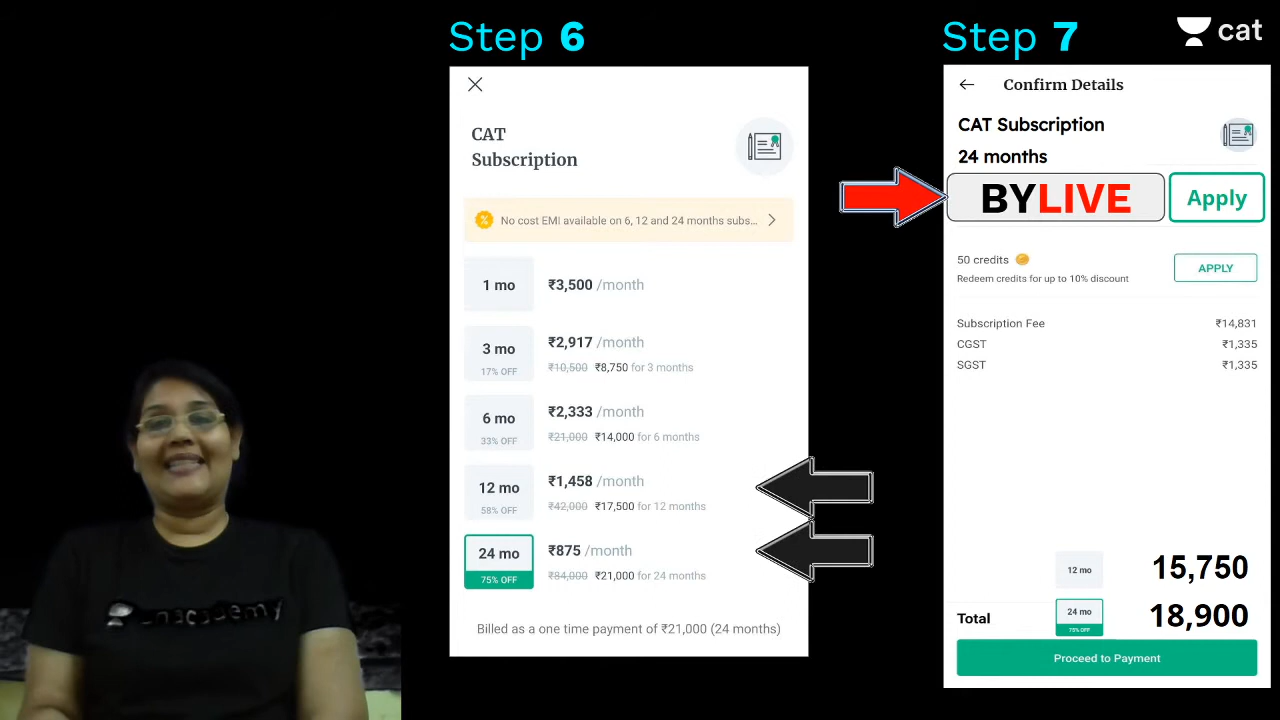 Step 6
CAT
Subscription
No cost EMI available on 6, 12 and 24 months subs...
1 mo
₹3,500 /month
3 mo
17% OFF
₹2,917 /month
₹10,500 ₹8,750 for 3 months
6 mo
33% OFF
₹2,333 /month
₹21,000 ₹14,000 for 6 months
12 mo
58% OFF
₹1,458 /month
₹42,000 ₹17,500 for 12 months
24 mo
75% OFF
₹875 /month
₹84,000 ₹21,000 for 24 months
Billed as a one time payment of ₹21,000 (24 months)
Step 7
cat
Confirm Details
CAT Subscription
24 months
BYLIVE
Apply
50 credits
Redeem credits for up to 10% discount
APPLY
Subscription Fee ₹14,831
CGST ₹1,335
SGST ₹1,335
12 mo 15,750
Total
24 mo
75% OFF
18,900
Proceed to Payment
unacademy